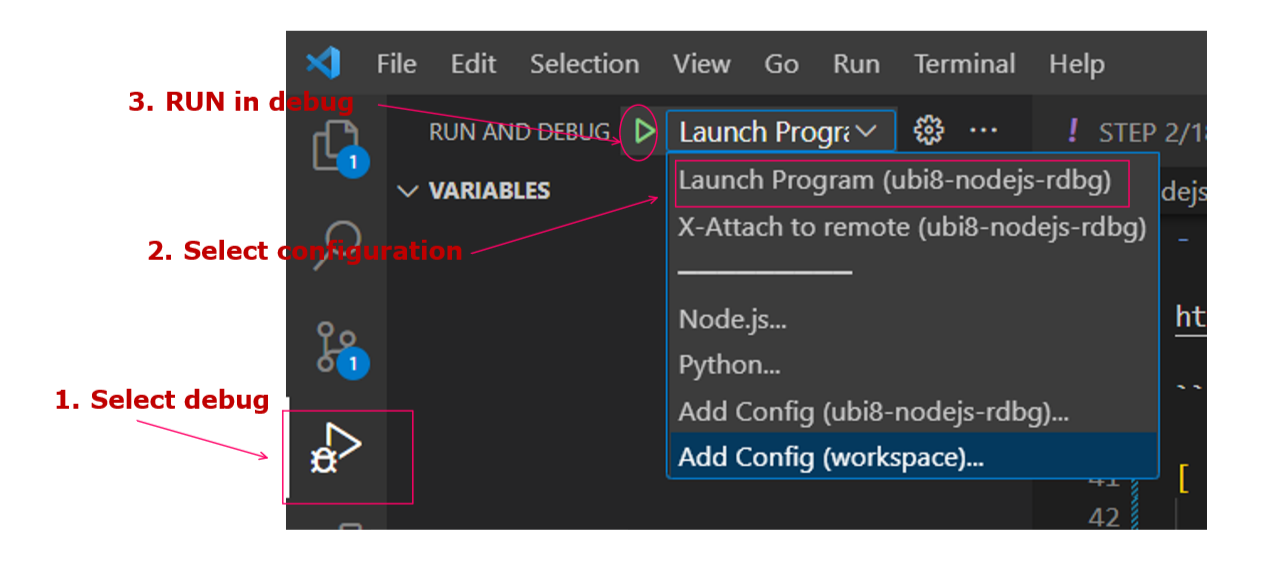 File Edit Selection View Go Run Terminal Help
3. RUN in debug
RUN AND DEBUG Launch Progra ··· ! STEP 2/1
1
VARIABLES
Launch Program (ubi8-nodejs-rdbg)
dejs
X-Attach to remote (ubi8-nodejs-rdbg)
-
2. Select configuration
Node.js...
ht
1
Python...
``
1. Select debug
Add Config (ubi8-nodejs-rdbg)...
Add Config (workspace)...
41 [
42